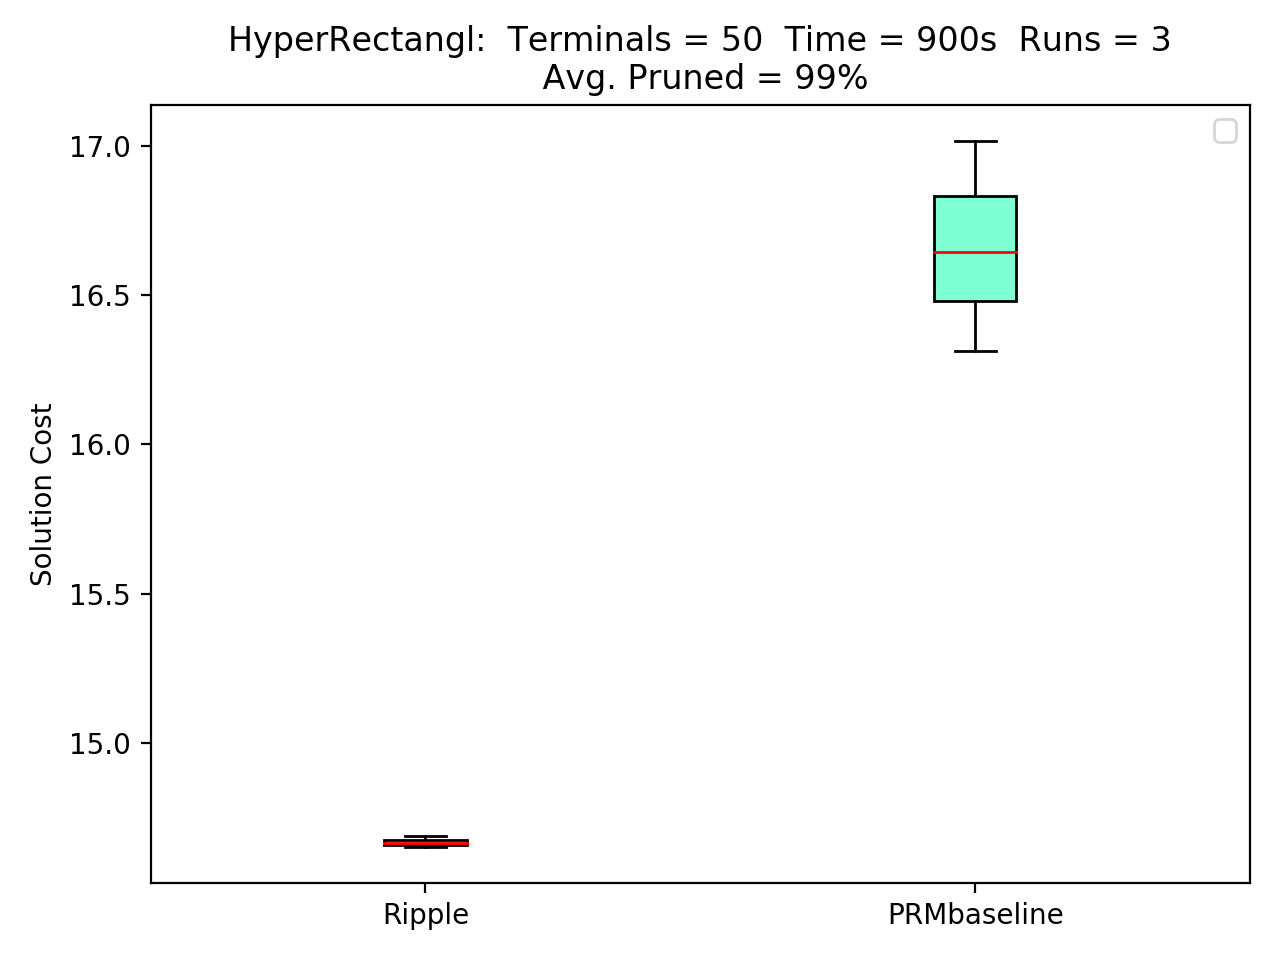 HyperRectangl:  Terminals = 50  Time = 900s  Runs = 3
Avg. Pruned = 99%
17.0
16.5
16.0
15.5
15.0
Solution Cost
Ripple
PRMbaseline